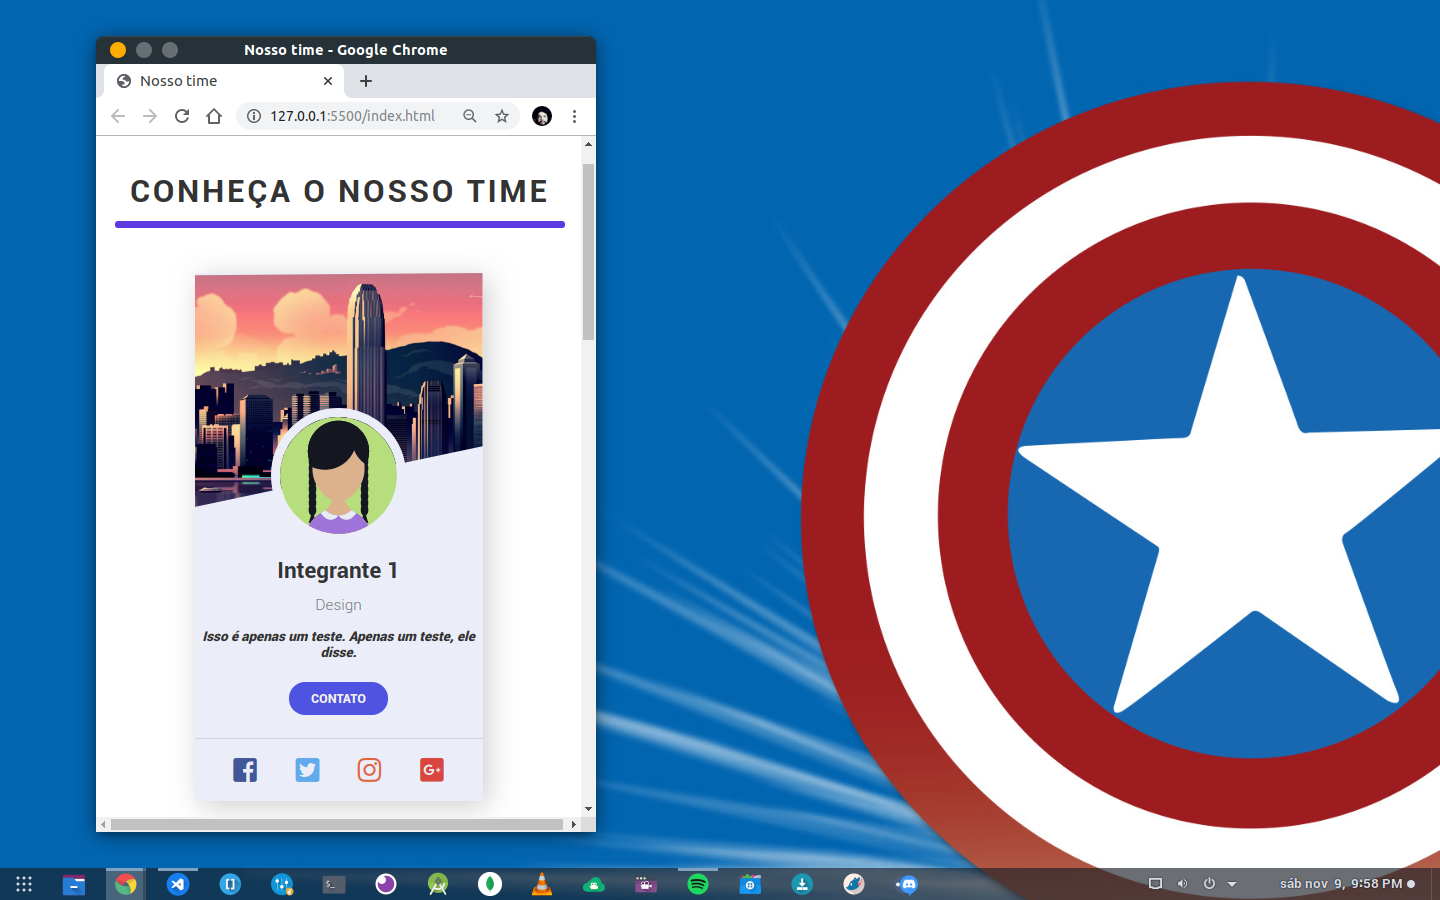 Nosso time - Google Chrome
Nosso time
127.0.0.1:5500/index.html
CONHEÇA O NOSSO TIME
Integrante 1
Design
Isso é apenas um teste. Apenas um teste, ele
disse.
CONTATO
G+
$_
sáb nov 9, 9:58 PM